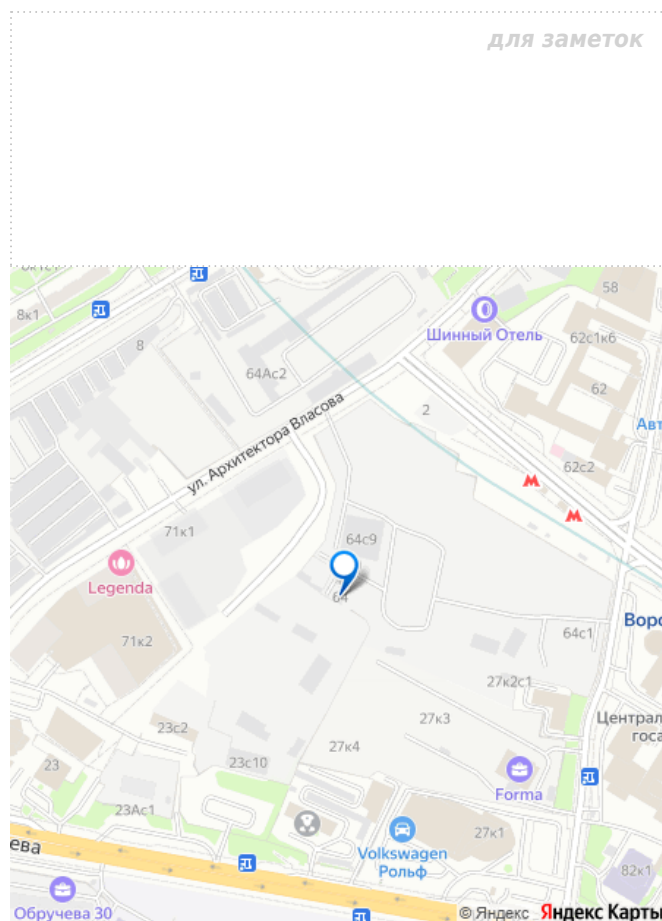 для заметок
58
8к1
Шинный Отель
62с1к6
8
64Ас2
62
ул. Архитектора Власова
2
62с2
71к1
64с9
Legenda
64
64с1
71к2
27к2с1
27к3
23с2
27к4
23с10
23
Forma
23Ас1
Volkswagen
Рольф
27к1
82к1
Обручева 30
© Яндекс Яндекс Карты